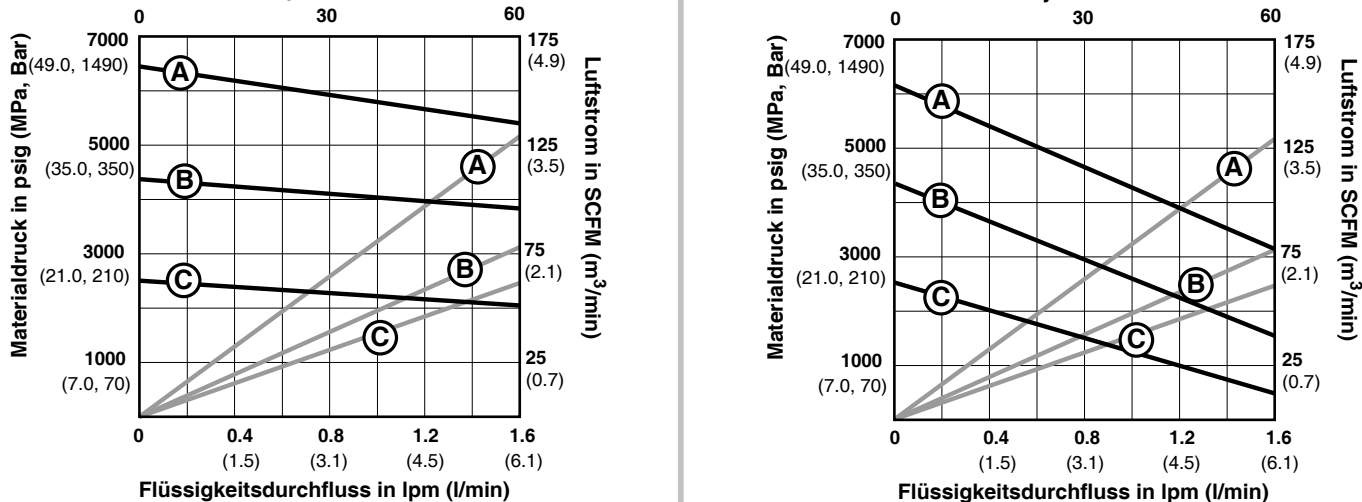 0 30 60
7000
(49.0, 1490)
5000
(35.0, 350)
3000
(21.0, 210)
1000
(7.0, 70)
175
(4.9)
125
(3.5)
75
(2.1)
25
(0.7)
A
B
C
A
B
C
Materialdruck in psig (MPa, Bar)
Luftstrom in SCFM (m³/min)
0 0.4 0.8 1.2 1.6
(1.5) (3.1) (4.5) (6.1)
Flüssigkeitsdurchfluss in lpm (l/min)
0 30 60
7000
(49.0, 1490)
5000
(35.0, 350)
3000
(21.0, 210)
1000
(7.0, 70)
175
(4.9)
125
(3.5)
75
(2.1)
25
(0.7)
A
B
C
A
B
C
Materialdruck in psig (MPa, Bar)
Luftstrom in SCFM (m³/min)
0 0.4 0.8 1.2 1.6
(1.5) (3.1) (4.5) (6.1)
Flüssigkeitsdurchfluss in lpm (l/min)